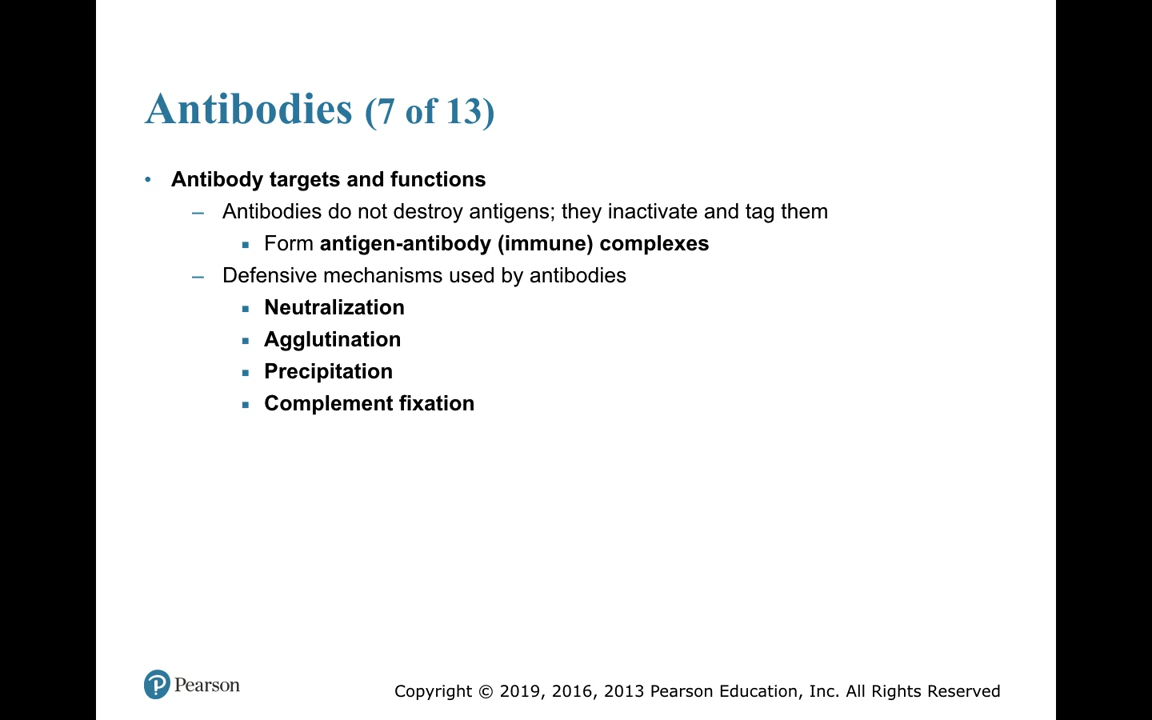 Antibodies (7 of 13)
• Antibody targets and functions
– Antibodies do not destroy antigens; they inactivate and tag them
▪ Form antigen-antibody (immune) complexes
– Defensive mechanisms used by antibodies
▪ Neutralization
▪ Agglutination
▪ Precipitation
▪ Complement fixation
Pearson
Copyright © 2019, 2016, 2013 Pearson Education, Inc. All Rights Reserved